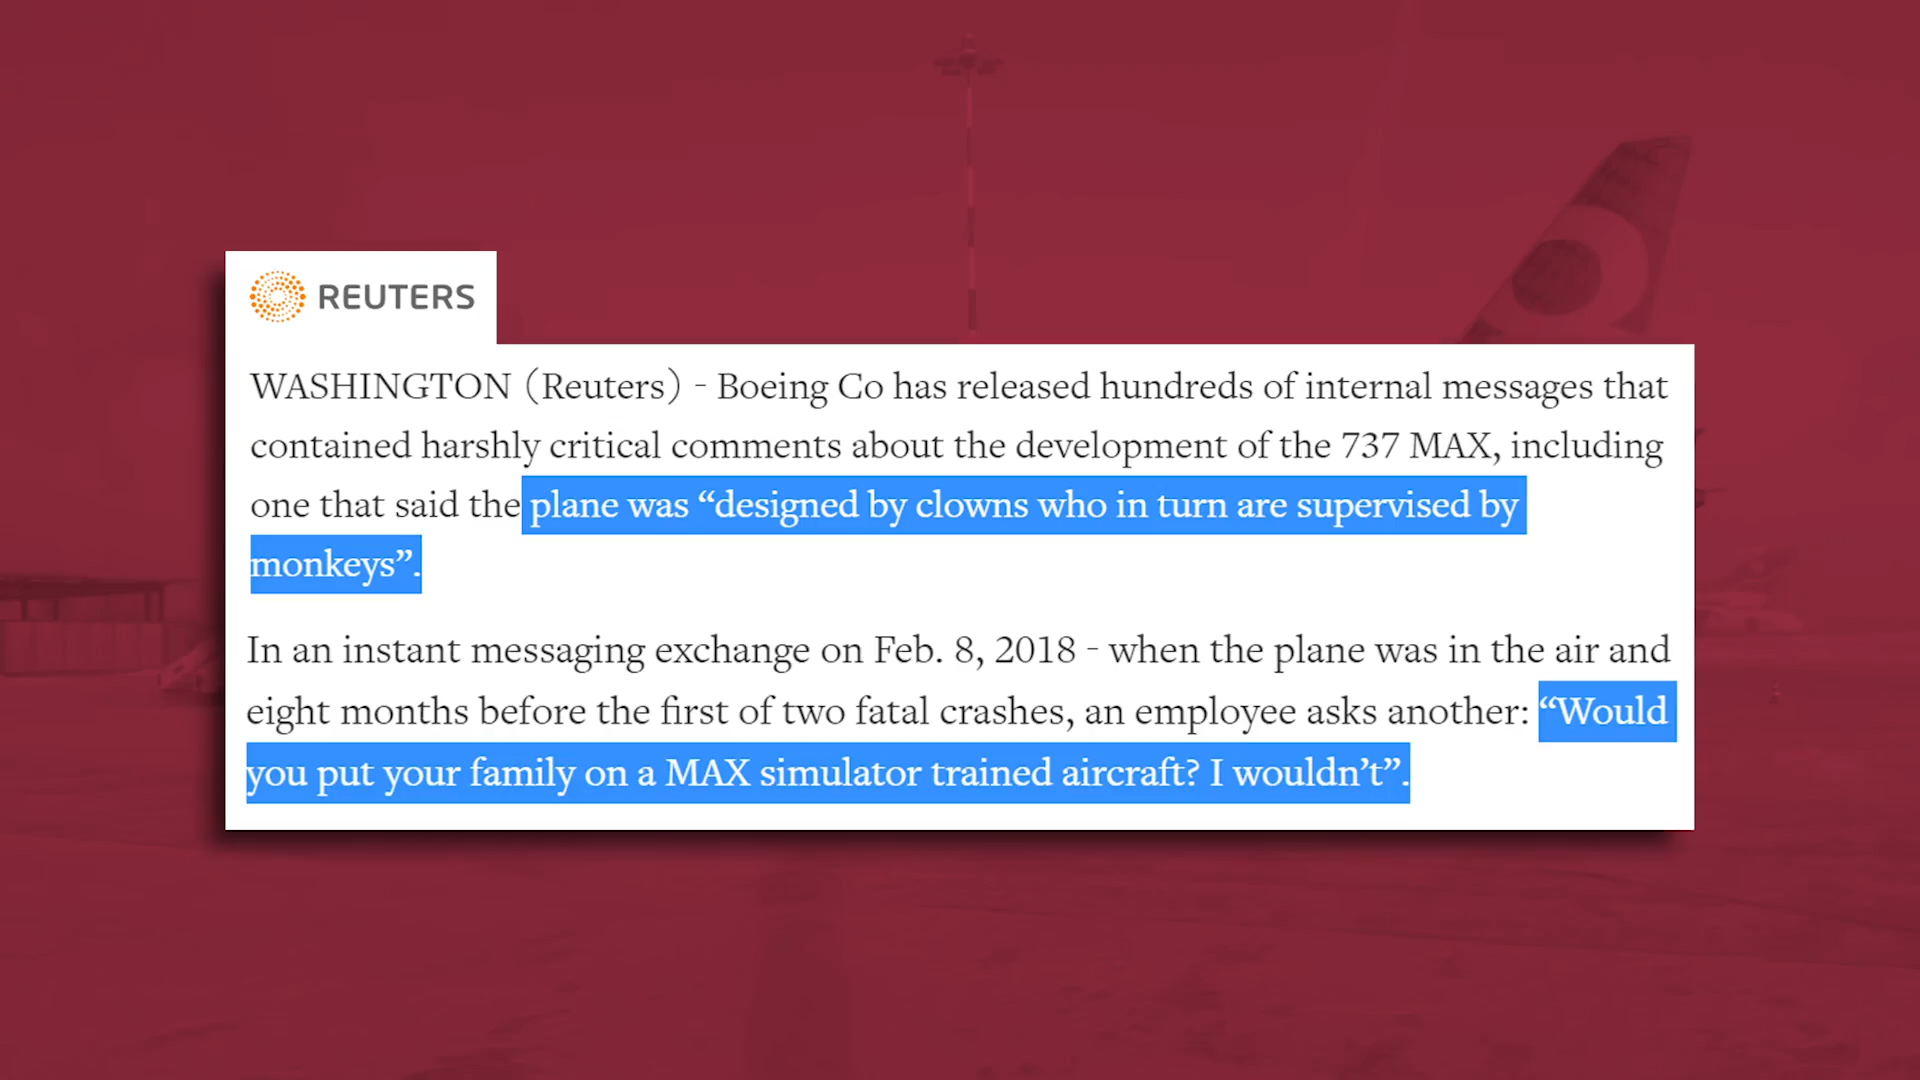 REUTERS
WASHINGTON (Reuters) - Boeing Co has released hundreds of internal messages that
contained harshly critical comments about the development of the 737 MAX, including
one that said the plane was “designed by clowns who in turn are supervised by
monkeys”.
In an instant messaging exchange on Feb. 8, 2018 - when the plane was in the air and
eight months before the first of two fatal crashes, an employee asks another: “Would
you put your family on a MAX simulator trained aircraft? I wouldn’t”.